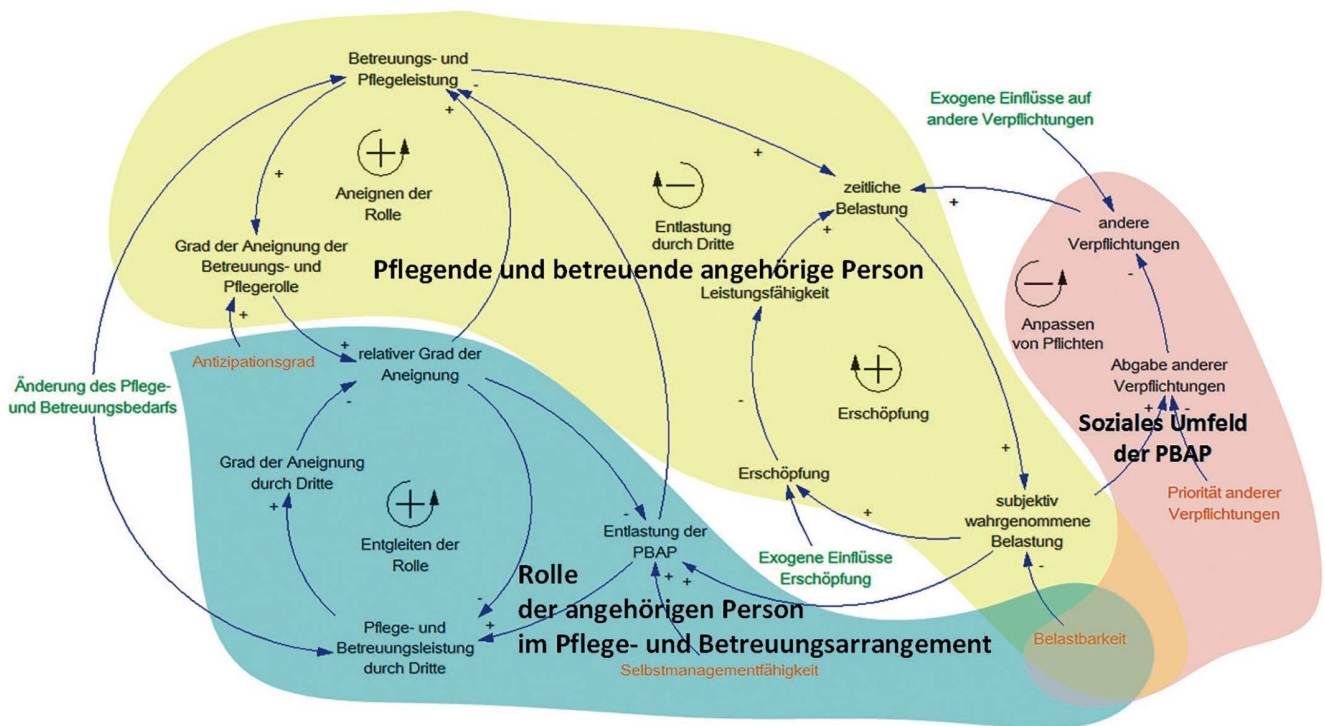 Betreuungs- und
Pflegeleistung
-
+
Exogene Einflüsse auf
andere Verpflichtungen
+
Aneignen der
Rolle
+
-
Entlastung
durch Dritte
+
zeitliche
Belastung
+
+
andere
Verpflichtungen
Grad der Aneignung der
Betreuungs- und
Pflegerolle
Pflegende und betreuende angehörige Person
Leistungsfähigkeit
-
-
Anpassen
von Pflichten
+
Antizipationsgrad
+
relativer Grad der
Aneignung
Abgabe anderer
Verpflichtungen
Änderung des Pflege-
und Betreuungsbedarfs
-
-
+
Erschöpfung
+
-
Soziales Umfeld
der PBAP
Grad der Aneignung
durch Dritte
Erschöpfung
+
Priorität anderer
Verpflichtungen
+
+
Entgleiten der
Rolle
-
Entlastung der
PBAP
+
subjektiv
wahrgenommene
Belastung
Exogene Einflüsse
Erschöpfung
+
+
-
Rolle
der angehörigen Person
im Pflege- und Betreuungsarrangement
-
+
Pflege- und
Betreuungsleistung
durch Dritte
Selbstmanagementfähigkeit
Belastbarkeit